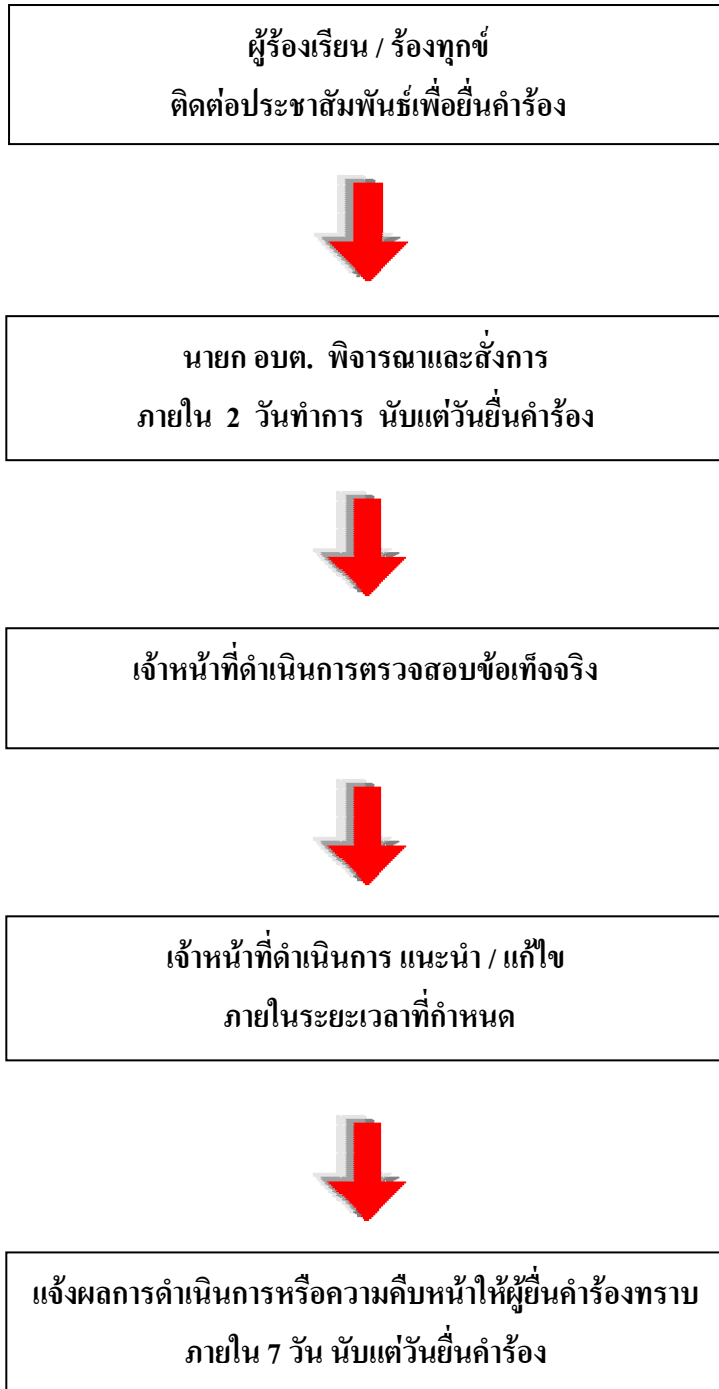 ผู้ร้องเรียน / ร้องทุกข์
ติดต่อประชาสัมพันธ์เพื่อยื่นคำร้อง
นายก อบต. พิจารณาและสั่งการ
ภายใน 2 วันทำการ นับแต่วันยื่นคำร้อง
เจ้าหน้าที่ดำเนินการตรวจสอบข้อเท็จจริง
เจ้าหน้าที่ดำเนินการ แนะนำ / แก้ไข
ภายในระยะเวลาที่กำหนด
แจ้งผลการดำเนินการหรือความคืบหน้าให้ผู้ยื่นคำร้องทราบ
ภายใน 7 วัน นับแต่วันยื่นคำร้อง